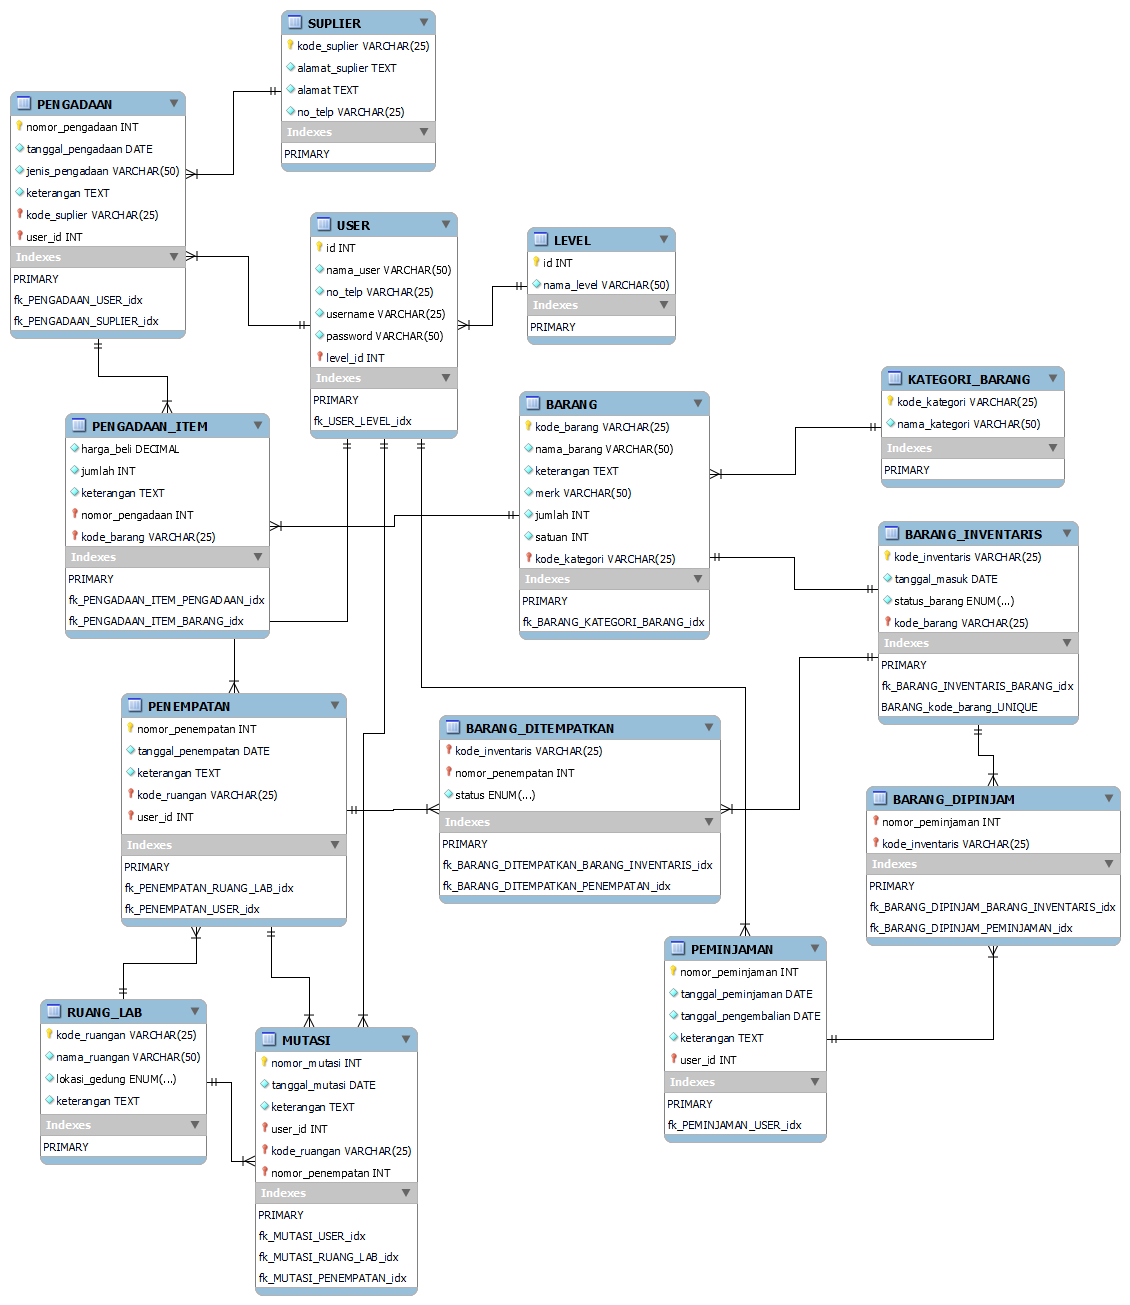 SUPLIER
kode_suplier VARCHAR(25)
alamat_suplier TEXT
alamat TEXT
no_telp VARCHAR(25)
Indexes
PRIMARY
PENGADAAN
nomor_pengadaan INT
tanggal_pengadaan DATE
jenis_pengadaan VARCHAR(50)
keterangan TEXT
kode_suplier VARCHAR(25)
user_id INT
Indexes
PRIMARY
fk_PENGADAAN_USER_idx
fk_PENGADAAN_SUPLIER_idx
USER
id INT
nama_user VARCHAR(50)
no_telp VARCHAR(25)
username VARCHAR(25)
password VARCHAR(50)
level_id INT
Indexes
PRIMARY
fk_USER_LEVEL_idx
LEVEL
id INT
nama_level VARCHAR(50)
Indexes
PRIMARY
KATEGORI_BARANG
kode_kategori VARCHAR(25)
nama_kategori VARCHAR(50)
Indexes
PRIMARY
BARANG
kode_barang VARCHAR(25)
nama_barang VARCHAR(50)
keterangan TEXT
merk VARCHAR(50)
jumlah INT
satuan INT
kode_kategori VARCHAR(25)
Indexes
PRIMARY
fk_BARANG_KATEGORI_BARANG_idx
PENGADAAN_ITEM
harga_beli DECIMAL
jumlah INT
keterangan TEXT
nomor_pengadaan INT
kode_barang VARCHAR(25)
Indexes
PRIMARY
fk_PENGADAAN_ITEM_PENGADAAN_idx
fk_PENGADAAN_ITEM_BARANG_idx
BARANG_INVENTARIS
kode_inventaris VARCHAR(25)
tanggal_masuk DATE
status_barang ENUM(...)
kode_barang VARCHAR(25)
Indexes
PRIMARY
fk_BARANG_INVENTARIS_BARANG_idx
BARANG_kode_barang_UNIQUE
PENEMPATAN
nomor_penempatan INT
tanggal_penempatan DATE
keterangan TEXT
kode_ruangan VARCHAR(25)
user_id INT
Indexes
PRIMARY
fk_PENEMPATAN_RUANG_LAB_idx
fk_PENEMPATAN_USER_idx
BARANG_DITEMPATKAN
kode_inventaris VARCHAR(25)
nomor_penempatan INT
status ENUM(...)
Indexes
PRIMARY
fk_BARANG_DITEMPATKAN_BARANG_INVENTARIS_idx
fk_BARANG_DITEMPATKAN_PENEMPATAN_idx
BARANG_DIPINJAM
nomor_peminjaman INT
kode_inventaris VARCHAR(25)
Indexes
PRIMARY
fk_BARANG_DIPINJAM_BARANG_INVENTARIS_idx
fk_BARANG_DIPINJAM_PEMINJAMAN_idx
PEMINJAMAN
nomor_peminjaman INT
tanggal_peminjaman DATE
tanggal_pengembalian DATE
keterangan TEXT
user_id INT
Indexes
PRIMARY
fk_PEMINJAMAN_USER_idx
RUANG_LAB
kode_ruangan VARCHAR(25)
nama_ruangan VARCHAR(50)
lokasi_gedung ENUM(...)
keterangan TEXT
Indexes
PRIMARY
MUTASI
nomor_mutasi INT
tanggal_mutasi DATE
keterangan TEXT
user_id INT
kode_ruangan VARCHAR(25)
nomor_penempatan INT
Indexes
PRIMARY
fk_MUTASI_USER_idx
fk_MUTASI_RUANG_LAB_idx
fk_MUTASI_PENEMPATAN_idx